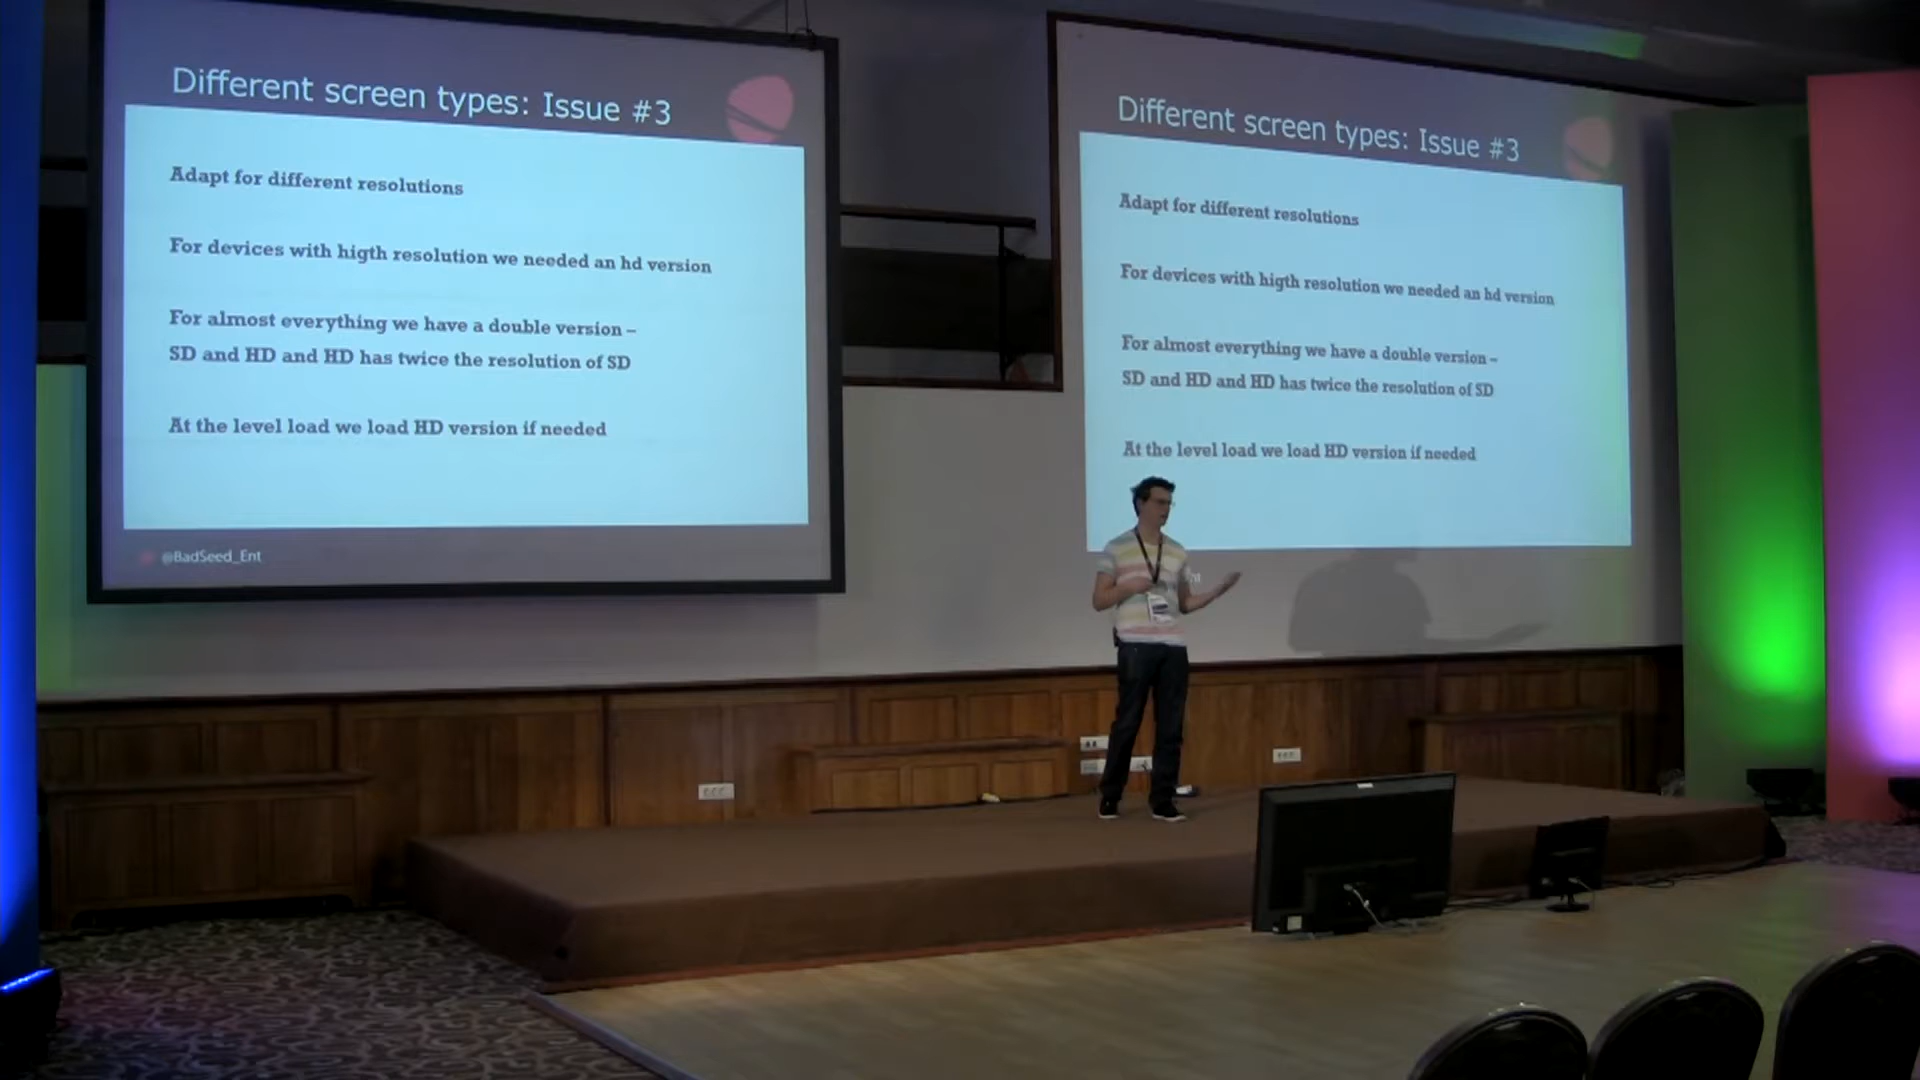 Different screen types: Issue #3
Adapt for different resolutions
For devices with higth resolution we needed an hd version
For almost everything we have a double version –
SD and HD and HD has twice the resolution of SD
At the level load we load HD version if needed
@BadSeed_Ent
Different screen types: Issue #3
Adapt for different resolutions
For devices with higth resolution we needed an hd version
For almost everything we have a double version –
SD and HD and HD has twice the resolution of SD
At the level load we load HD version if needed